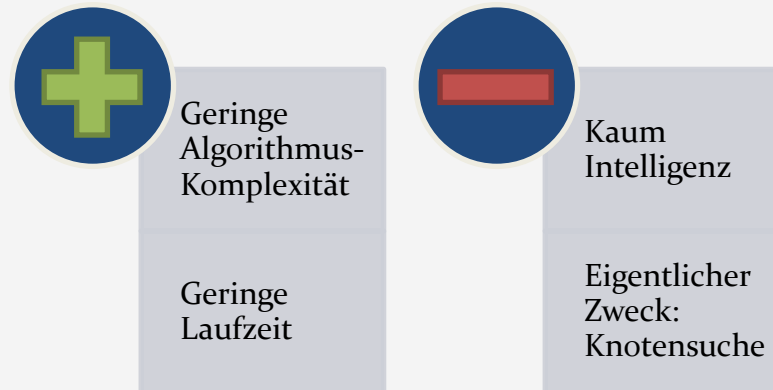 Geringe
Algorithmus-
Komplexität
Geringe
Laufzeit
Kaum
Intelligenz
Eigentlicher
Zweck:
Knotensuche